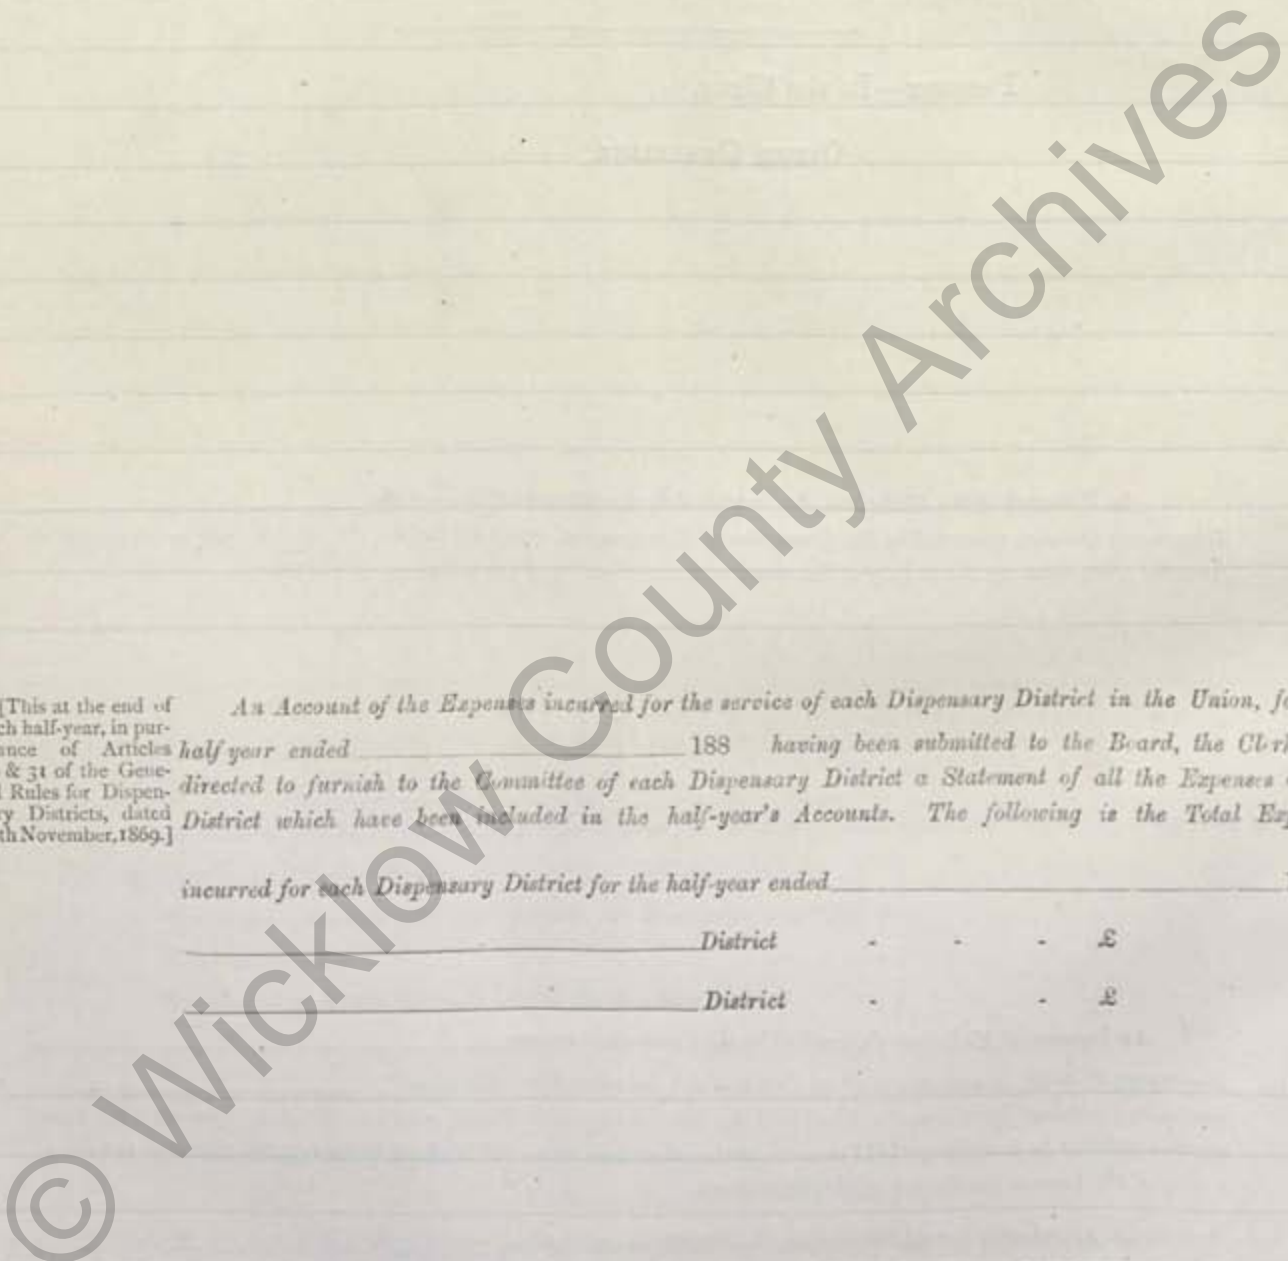 [This at the end of
ch half-year, in pur-
ance of Articles
& 31 of the Gene-
l Rules for Dispen-
ry Districts, dated
th November, 1869.]
An Account of the Expenses incurred for the service of each Dispensary District in the Union, fo
half year ended 188 having been submitted to the Board, the Clerk
directed to furnish to the Committee of each Dispensary District a Statement of all the Expenses
District which have been included in the half-year's Accounts. The following is the Total Exp
incurred for each Dispensary District for the half-year ended
District - - - £
District - - £
© Wicklow County Archives